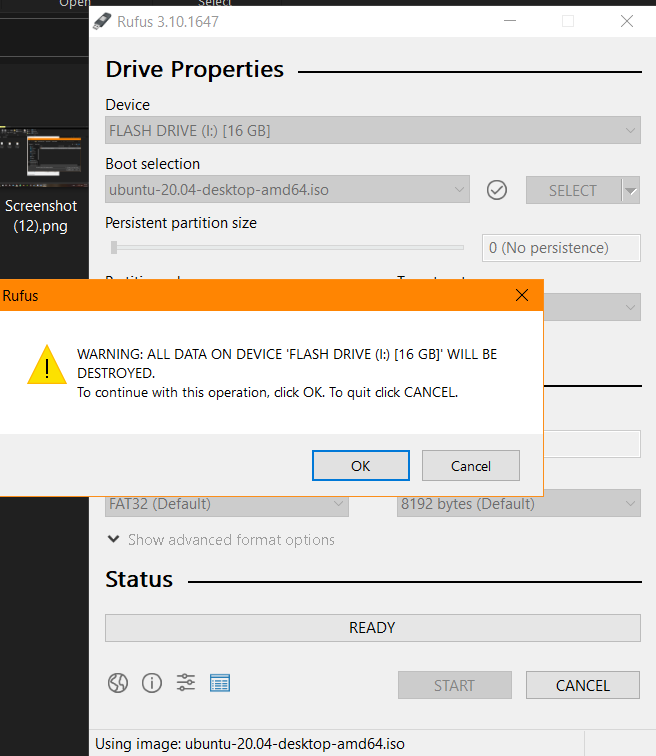 Open
Select
Rufus 3.10.1647
Drive Properties
Device
FLASH DRIVE (I:) [16 GB]
Boot selection
ubuntu-20.04-desktop-amd64.iso
SELECT
Persistent partition size
0 (No persistence)
Screenshot
(12).png
Rufus
WARNING: ALL DATA ON DEVICE 'FLASH DRIVE (I:) [16 GB]' WILL BE
DESTROYED.
To continue with this operation, click OK. To quit click CANCEL.
OK
Cancel
FAT32 (Default)
8192 bytes (Default)
Show advanced format options
Status
READY
START
CANCEL
Using image: ubuntu-20.04-desktop-amd64.iso